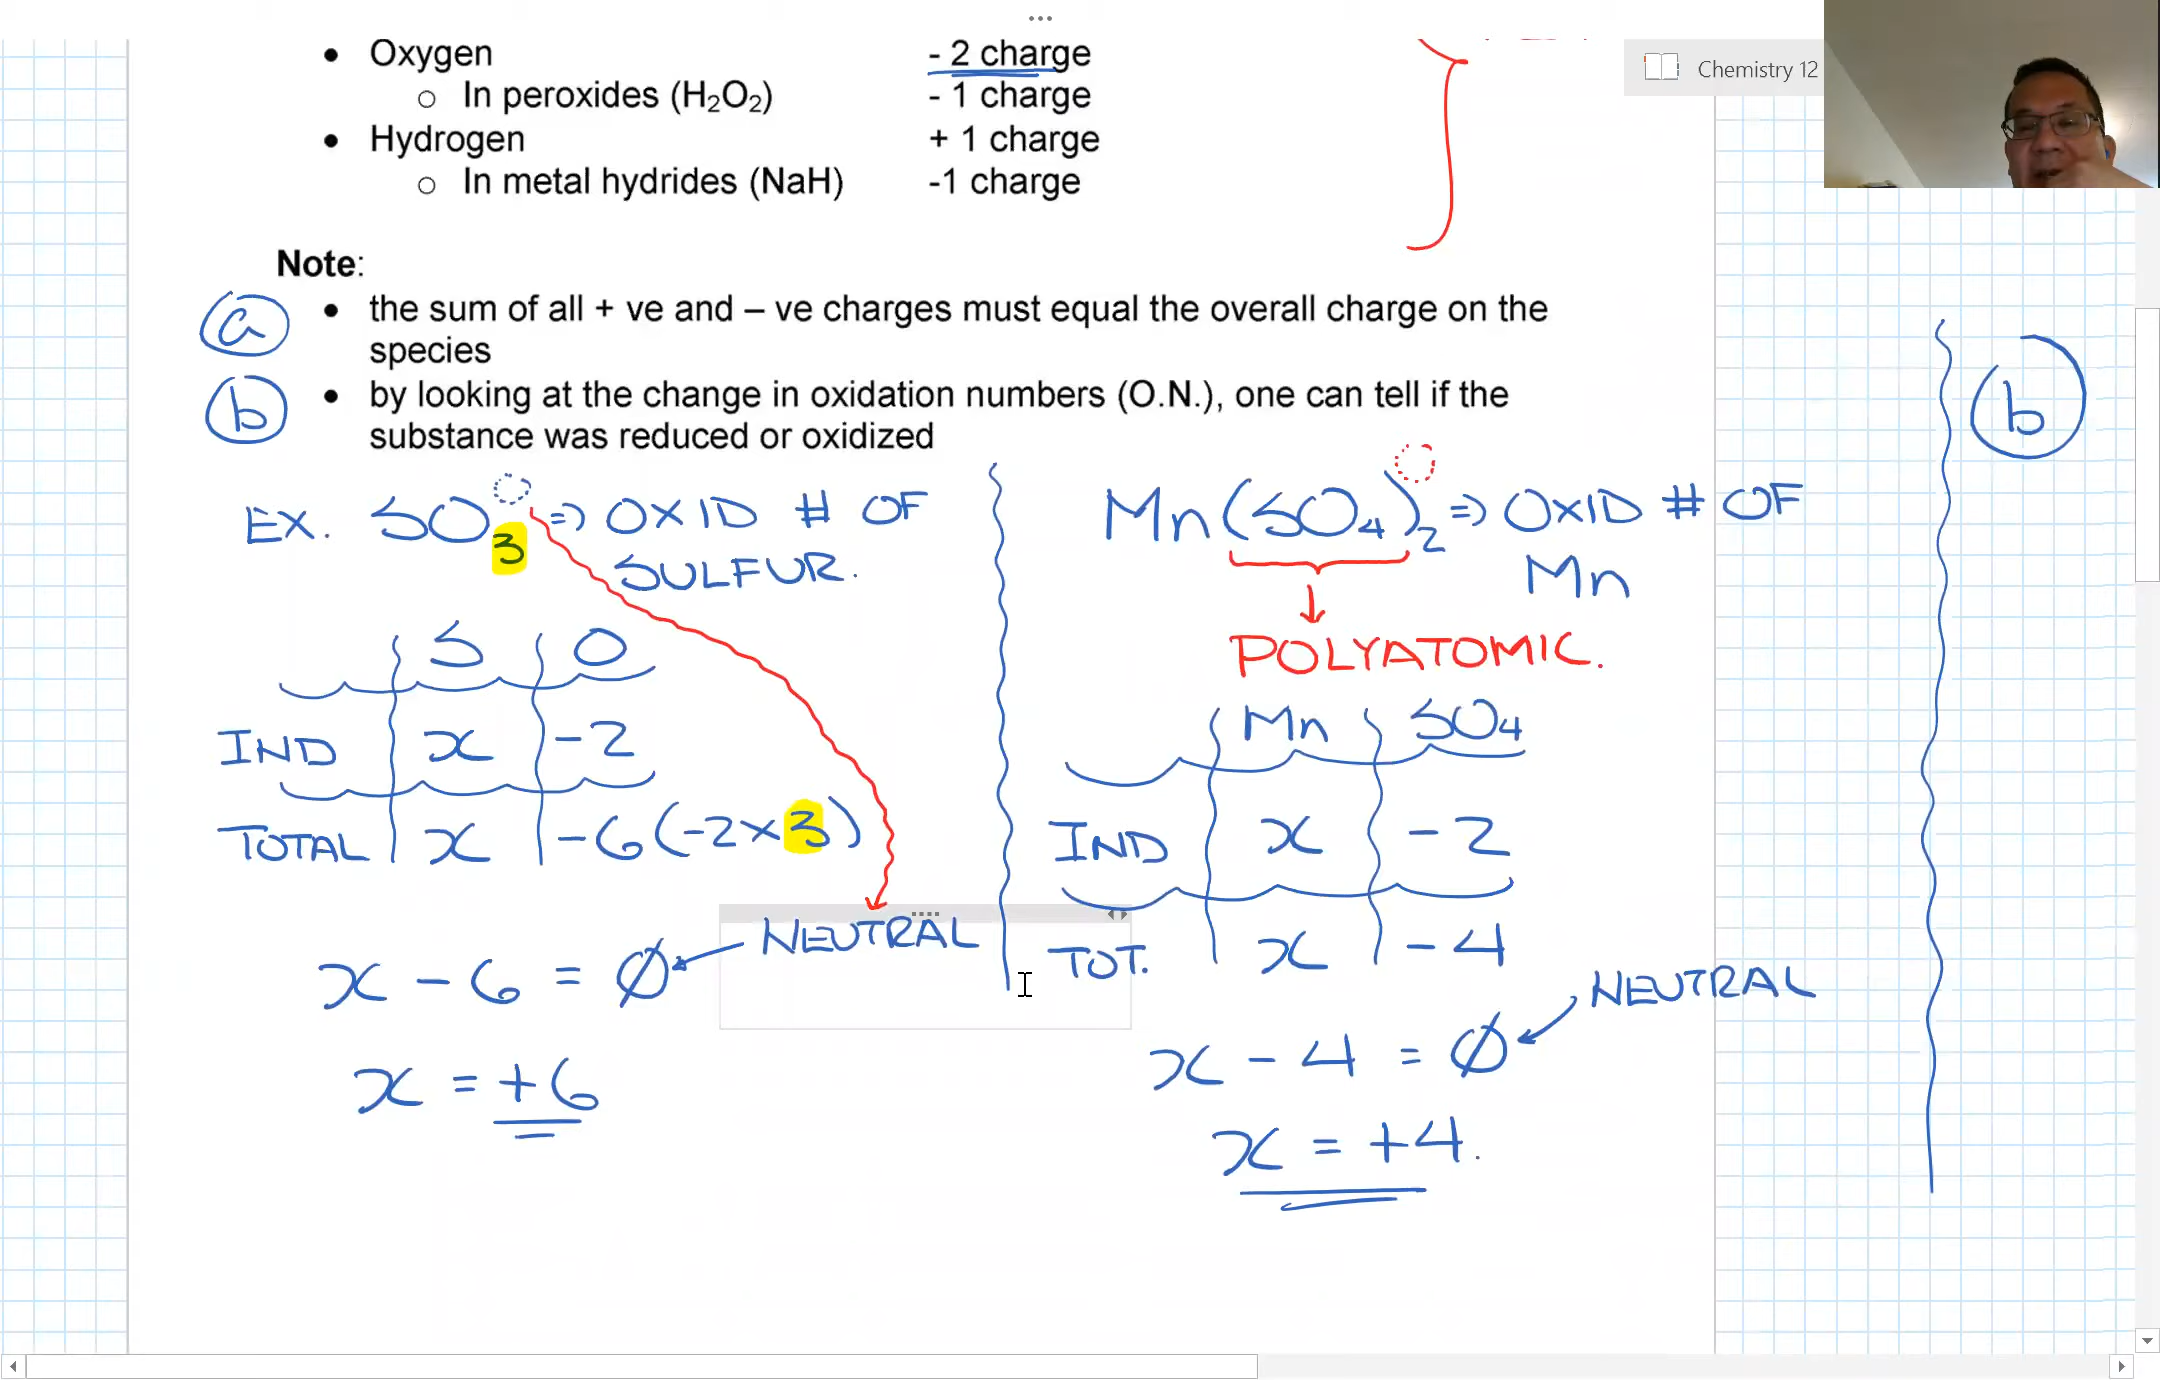 Chemistry 12
• Oxygen - 2 charge
o In peroxides (H₂O₂) - 1 charge
• Hydrogen + 1 charge
o In metal hydrides (NaH) -1 charge
Note:
a • the sum of all + ve and – ve charges must equal the overall charge on the
species
b • by looking at the change in oxidation numbers (O.N.), one can tell if the
substance was reduced or oxidized
EX. SO₃ => OXID # OF
SULFUR.
S O
IND x -2
TOTAL x -6 (-2 x 3)
NEUTRAL
x - 6 = Ø
x = +6
Mn(SO₄)₂ => OXID # OF
Mn
POLYATOMIC.
Mn SO₄
IND x -2
TOT. x -4
NEUTRAL
x - 4 = Ø
x = +4.
b